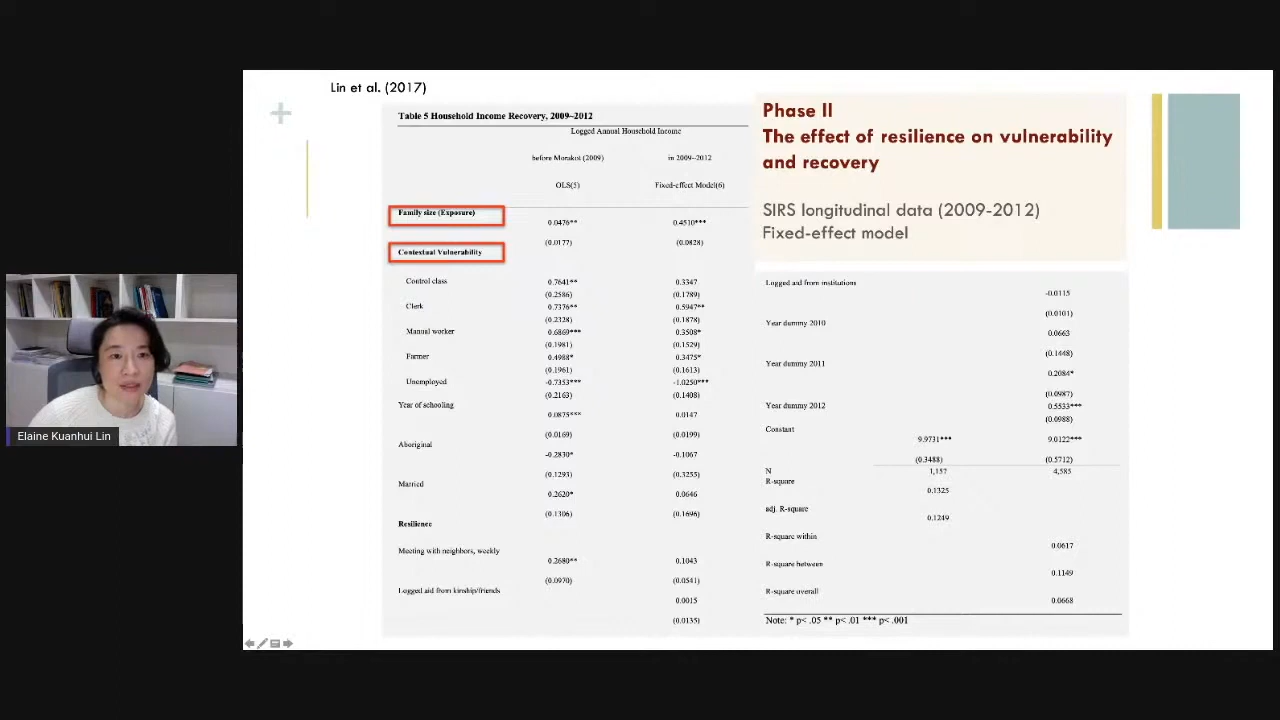 Lin et al. (2017)
Table 5 Household Income Recovery, 2009–2012
Logged Annual Household Income
before Morakot (2009) in 2009–2012
OLS(5) Fixed-effect Model(6)
Family size (Exposure)
0.0476** 0.4510***
(0.0177) (0.0828)
Contextual Vulnerability
Control class 0.7641** 0.3347
(0.2586) (0.1789)
Clerk 0.7376** 0.5947**
(0.2328) (0.1878)
Manual worker 0.6869*** 0.3508*
(0.1981) (0.1529)
Farmer 0.4988* 0.3475*
(0.1961) (0.1613)
Unemployed -0.7353*** -1.0250***
(0.2163) (0.1408)
Year of schooling
0.0875*** 0.0147
(0.0169) (0.0199)
Aboriginal
-0.2830* -0.1067
(0.1293) (0.3255)
Married
0.2620* 0.0646
(0.1306) (0.1696)
Resilience
Meeting with neighbors, weekly
0.2680** 0.1043
(0.0970) (0.0541)
Logged aid from kinship/friends
0.0015
(0.0135)
Phase II
The effect of resilience on vulnerability
and recovery
SIRS longitudinal data (2009-2012)
Fixed-effect model
Logged aid from institutions
-0.0115
(0.0101)
Year dummy 2010
0.0663
(0.1448)
Year dummy 2011
0.2084*
(0.0987)
Year dummy 2012
0.5533***
(0.0988)
Constant
9.9731*** 9.0122***
(0.3488) (0.5712)
N 1,157 4,585
R-square
0.1325
adj. R-square
0.1249
R-square within
0.0617
R-square between
0.1149
R-square overall
0.0668
Note: * p< .05 ** p< .01 *** p< .001
Elaine Kuanhui Lin